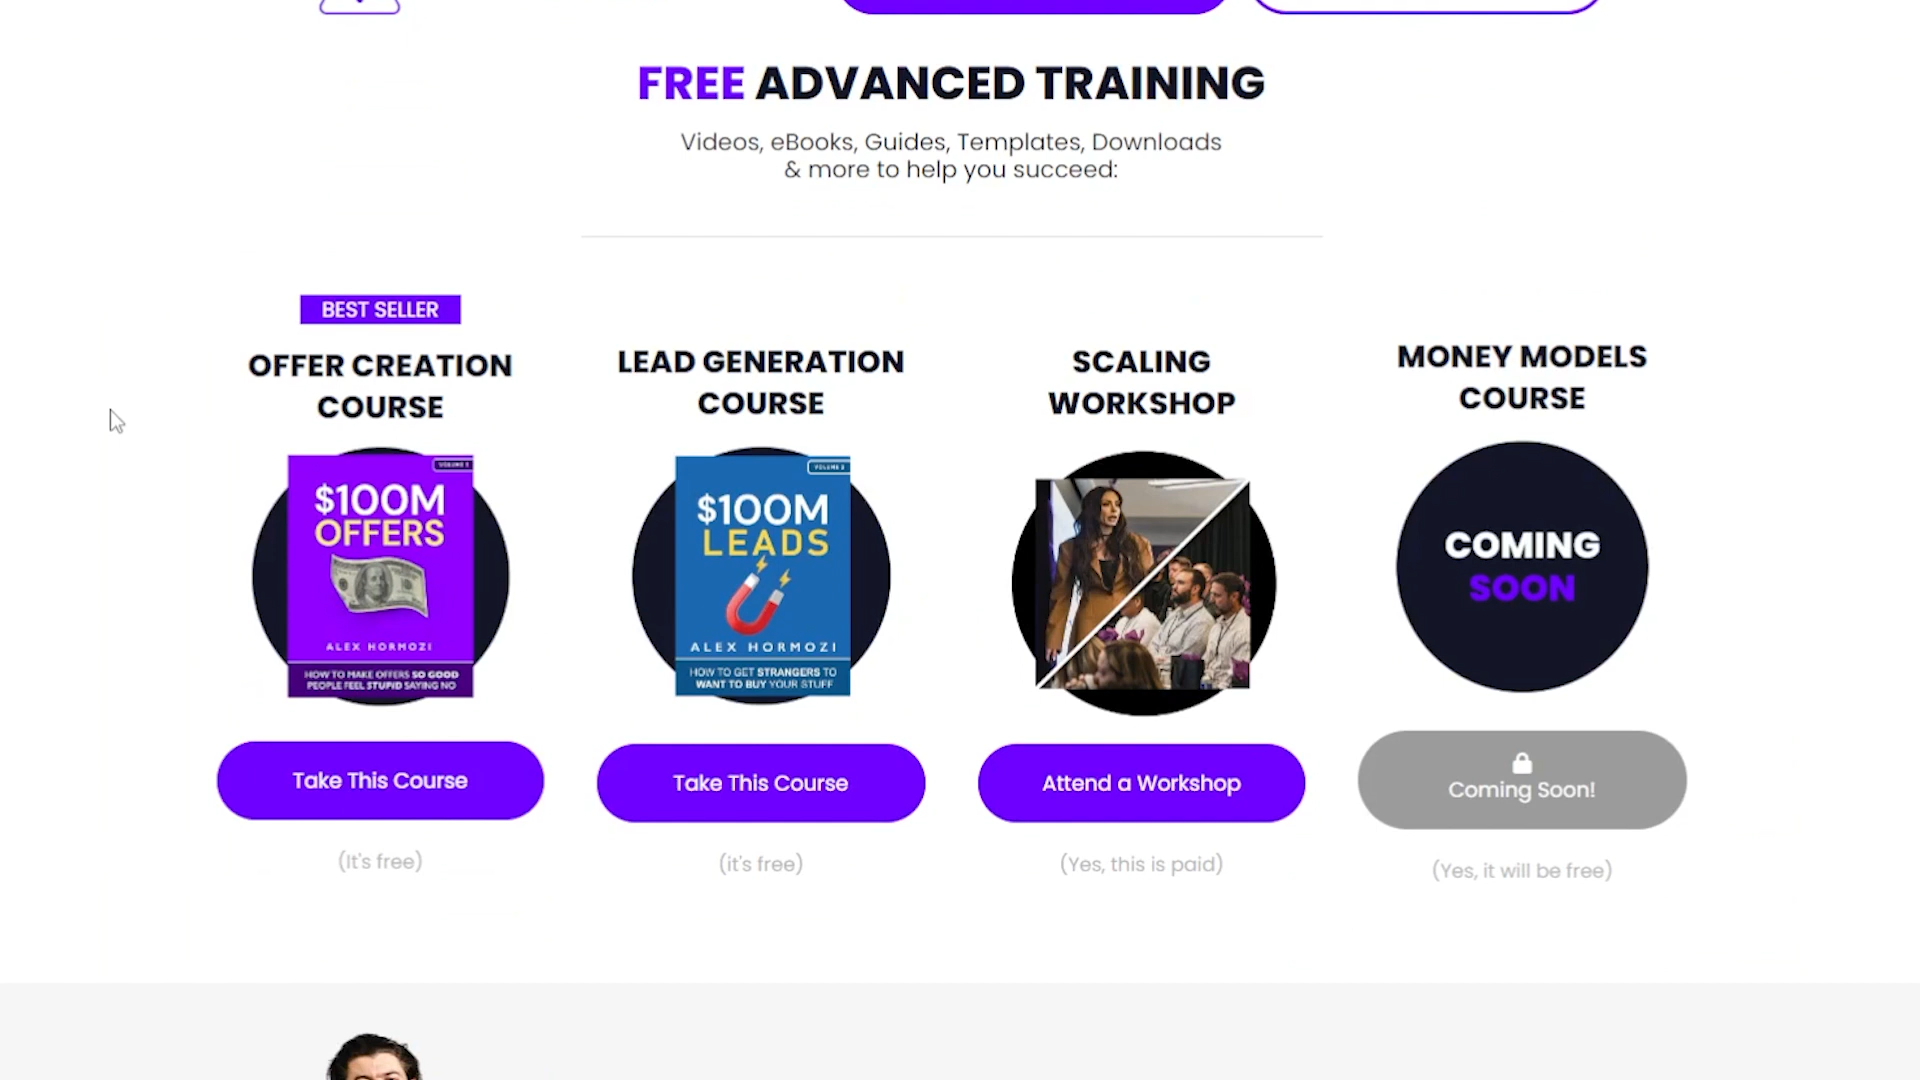 FREE ADVANCED TRAINING
Videos, eBooks, Guides, Templates, Downloads
& more to help you succeed:
BEST SELLER
OFFER CREATION
COURSE
VOLUME 1
$100M
OFFERS
ALEX HORMOZI
HOW TO MAKE OFFERS SO GOOD
PEOPLE FEEL STUPID SAYING NO
Take This Course
(It's free)
LEAD GENERATION
COURSE
VOLUME 2
$100M
LEADS
ALEX HORMOZI
HOW TO GET STRANGERS TO
WANT TO BUY YOUR STUFF
Take This Course
(it's free)
SCALING
WORKSHOP
Attend a Workshop
(Yes, this is paid)
MONEY MODELS
COURSE
COMING
SOON
Coming Soon!
(Yes, it will be free)